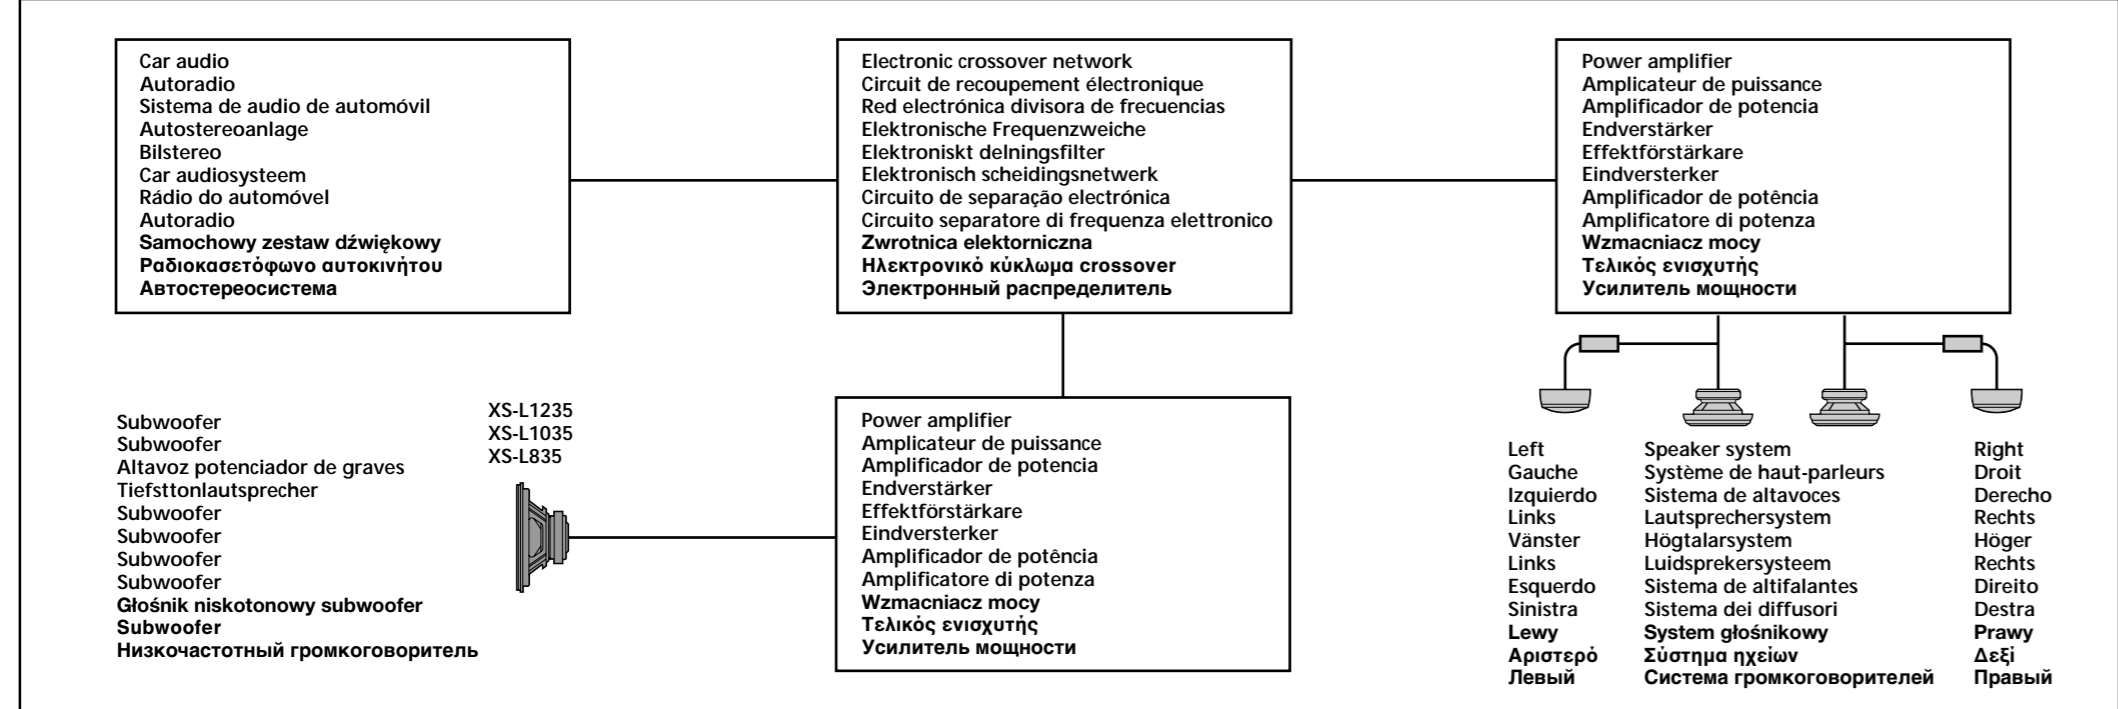 Car audio
Autoradio
Sistema de audio de automóvil
Autostereoanlage
Bilstereo
Car audiosysteem
Rádio do automóvel
Autoradio
Samochowy zestaw dźwiękowy
Ραδιοκασετόφωνο αυτοκινήτου
Автостереосистема
Electronic crossover network
Circuit de recoupement électronique
Red electrónica divisora de frecuencias
Elektronische Frequenzweiche
Elektroniskt delningsfilter
Elektronisch scheidingsnetwerk
Circuito de separação electrónica
Circuito separatore di frequenza elettronico
Zwrotnica elektorniczna
Ηλεκτρονικό κύκλωμα crossover
Электронный распределитель
Power amplifier
Amplicateur de puissance
Amplificador de potencia
Endverstärker
Effektförstärkare
Eindversterker
Amplificador de potência
Amplificatore di potenza
Wzmacniacz mocy
Τελικός ενισχυτής
Усилитель мощности
Subwoofer
Subwoofer
Altavoz potenciador de graves
Tiefsttonlautsprecher
Subwoofer
Subwoofer
Subwoofer
Subwoofer
Głośnik niskotonowy subwoofer
Subwoofer
Низкочастотный громкоговоритель
XS-L1235
XS-L1035
XS-L835
Power amplifier
Amplicateur de puissance
Amplificador de potencia
Endverstärker
Effektförstärkare
Eindversterker
Amplificador de potência
Amplificatore di potenza
Wzmacniacz mocy
Τελικός ενισχυτής
Усилитель мощности
Left
Gauche
Izquierdo
Links
Vänster
Links
Esquerdo
Sinistra
Lewy
Αριστερό
Левый
Speaker system
Système de haut-parleurs
Sistema de altavoces
Lautsprechersystem
Högtalarsystem
Luidsprekersysteem
Sistema de altifalantes
Sistema dei diffusori
System głośnikowy
Σύστημα ηχείων
Система громкоговорителей
Right
Droit
Derecho
Rechts
Höger
Rechts
Direito
Destra
Prawy
Δεξί
Правый